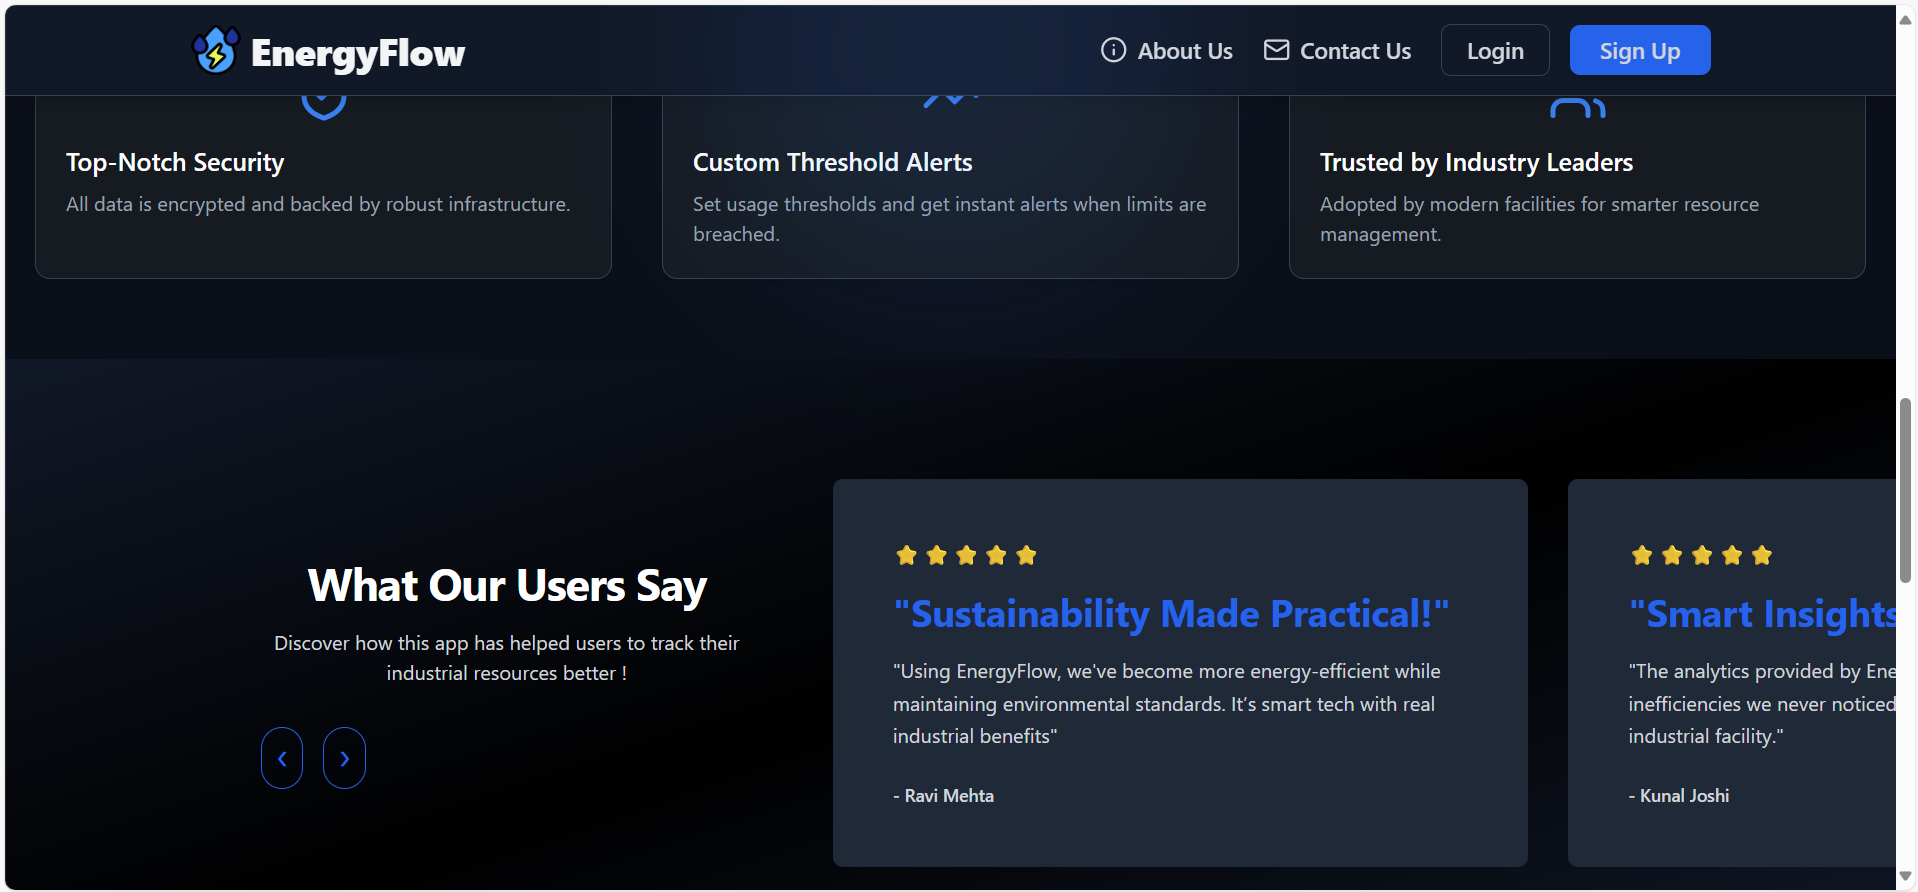 EnergyFlow
About Us
Contact Us
Login
Sign Up
Top-Notch Security
All data is encrypted and backed by robust infrastructure.
Custom Threshold Alerts
Set usage thresholds and get instant alerts when limits are
breached.
Trusted by Industry Leaders
Adopted by modern facilities for smarter resource
management.
What Our Users Say
Discover how this app has helped users to track their
industrial resources better !
"Sustainability Made Practical!"
"Using EnergyFlow, we've become more energy-efficient while
maintaining environmental standards. It’s smart tech with real
industrial benefits"
- Ravi Mehta
"Smart Insights
"The analytics provided by Ene
inefficiencies we never noticed
industrial facility."
- Kunal Joshi